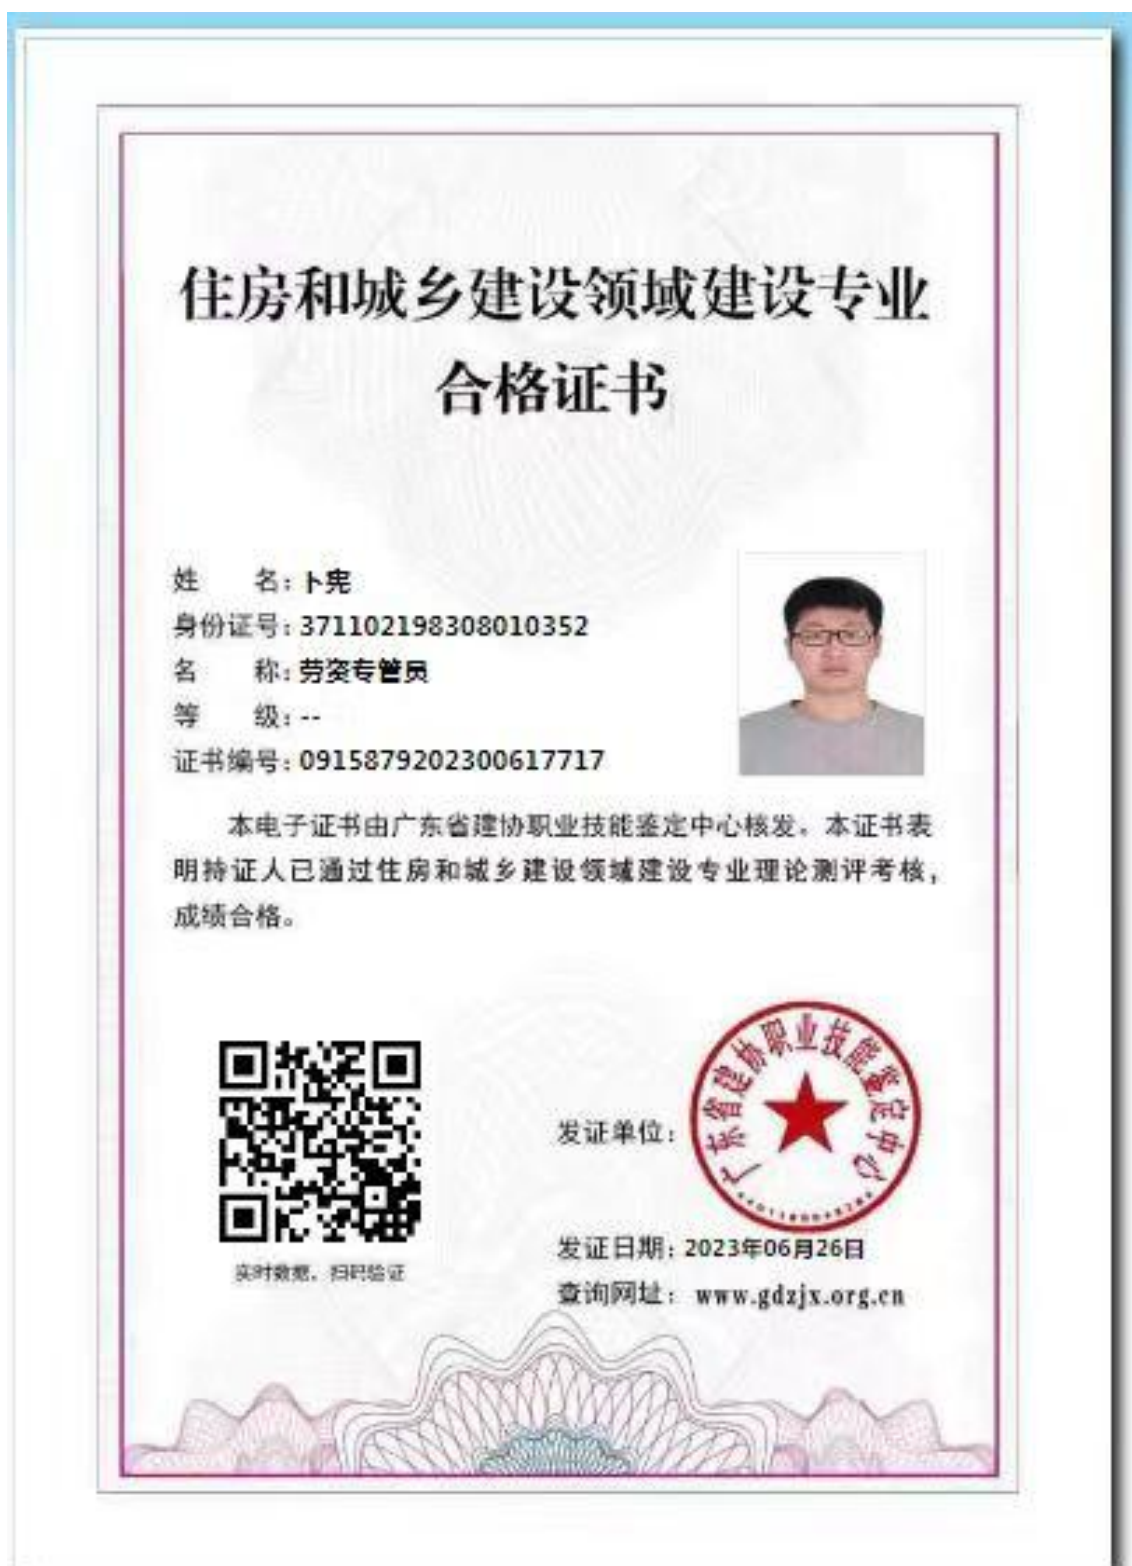 住房和城乡建设领域建设专业
合格证书
姓 名：卜宪
身份证号：371102198308010352
名 称：劳资专管员
等 级：--
证书编号：0915879202300617717
本电子证书由广东省建协职业技能鉴定中心核发。本证书表
明持证人已通过住房和城乡建设领域建设专业理论测评考核，
成绩合格。
广东省建协职业技能鉴定中心
发证单位：
实时数据，扫码验证
发证日期：2023年06月26日
查询网址：www.gdzjx.org.cn